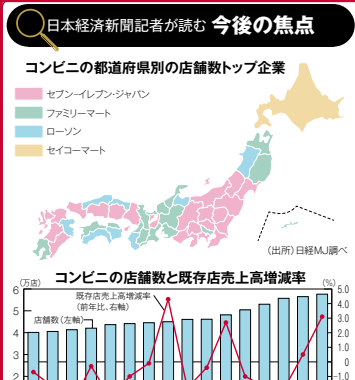 日本経済新聞記者が読む 今後の焦点
コンビニの都道府県別の店舗数トップ企業
セブン-イレブン・ジャパン
ファミリーマート
ローソン
セイコーマート
(出所)日経MJ調べ
コンビニの店舗数と既存店売上高増減率
(万店)
(%)
6
5
4
3
2
既存店売上高増減率
(前年比、右軸)
店舗数(左軸)
5.0
4.0
3.0
2.0
1.0
0
-1.0